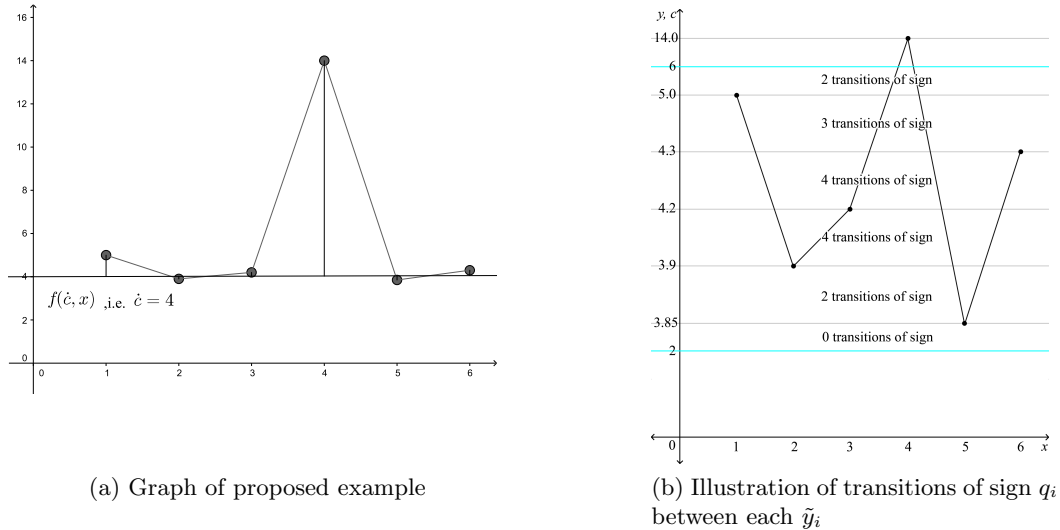 16
14
12
10
8
6
4
2
0
0 1 2 3 4 5 6
f(ċ, x) ,i.e. ċ = 4
y, c
14.0
6
2 transitions of sign
5.0
3 transitions of sign
4.3
4 transitions of sign
4.2
4 transitions of sign
3.9
2 transitions of sign
3.85
0 transitions of sign
2
0 1 2 3 4 5 6 x
(a) Graph of proposed example
(b) Illustration of transitions of sign qᵢ
between each ỹᵢ